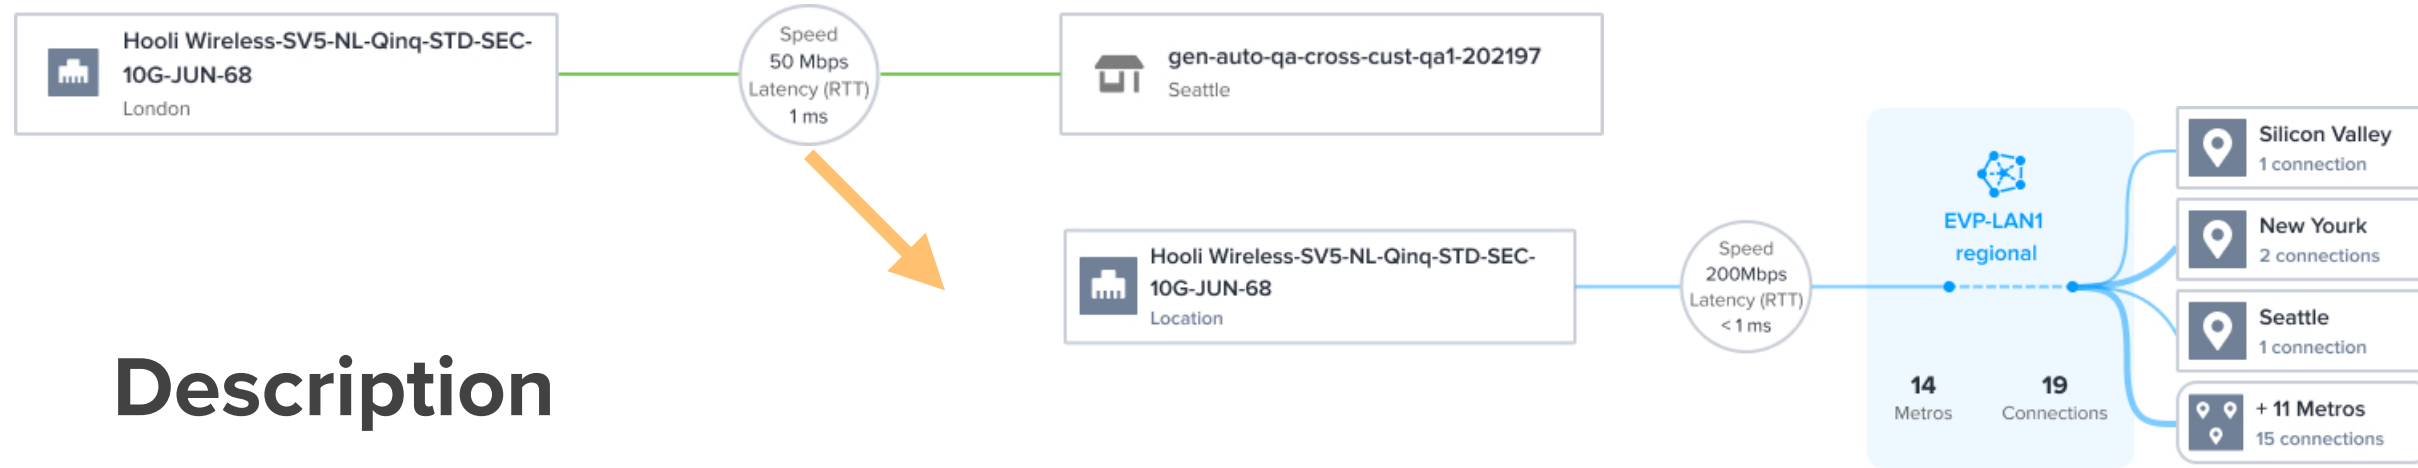 Hooli Wireless-SV5-NL-Qinq-STD-SEC-
10G-JUN-68
London
Speed
50 Mbps
Latency (RTT)
1 ms
gen-auto-qa-cross-cust-qa1-202197
Seattle
Hooli Wireless-SV5-NL-Qinq-STD-SEC-
10G-JUN-68
Location
Speed
200Mbps
Latency (RTT)
< 1 ms
EVP-LAN1
regional
14
Metros
19
Connections
Silicon Valley
1 connection
New Yourk
2 connections
Seattle
1 connection
+ 11 Metros
15 connections
Description